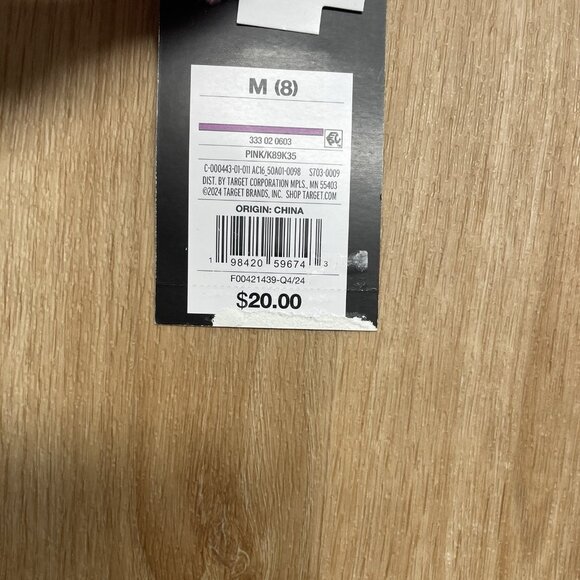 M (8)
333 02 0603
PINK/K89K35
C-000443-01-011 AC16_50A01-0098 ST03-0009
DIST. BY TARGET CORPORATION MPLS., MN 55403
©2024 TARGET BRANDS, INC. SHOP TARGET.COM
ORIGIN: CHINA
1 98420 59674 3
F00421439-Q4/24
$20.00